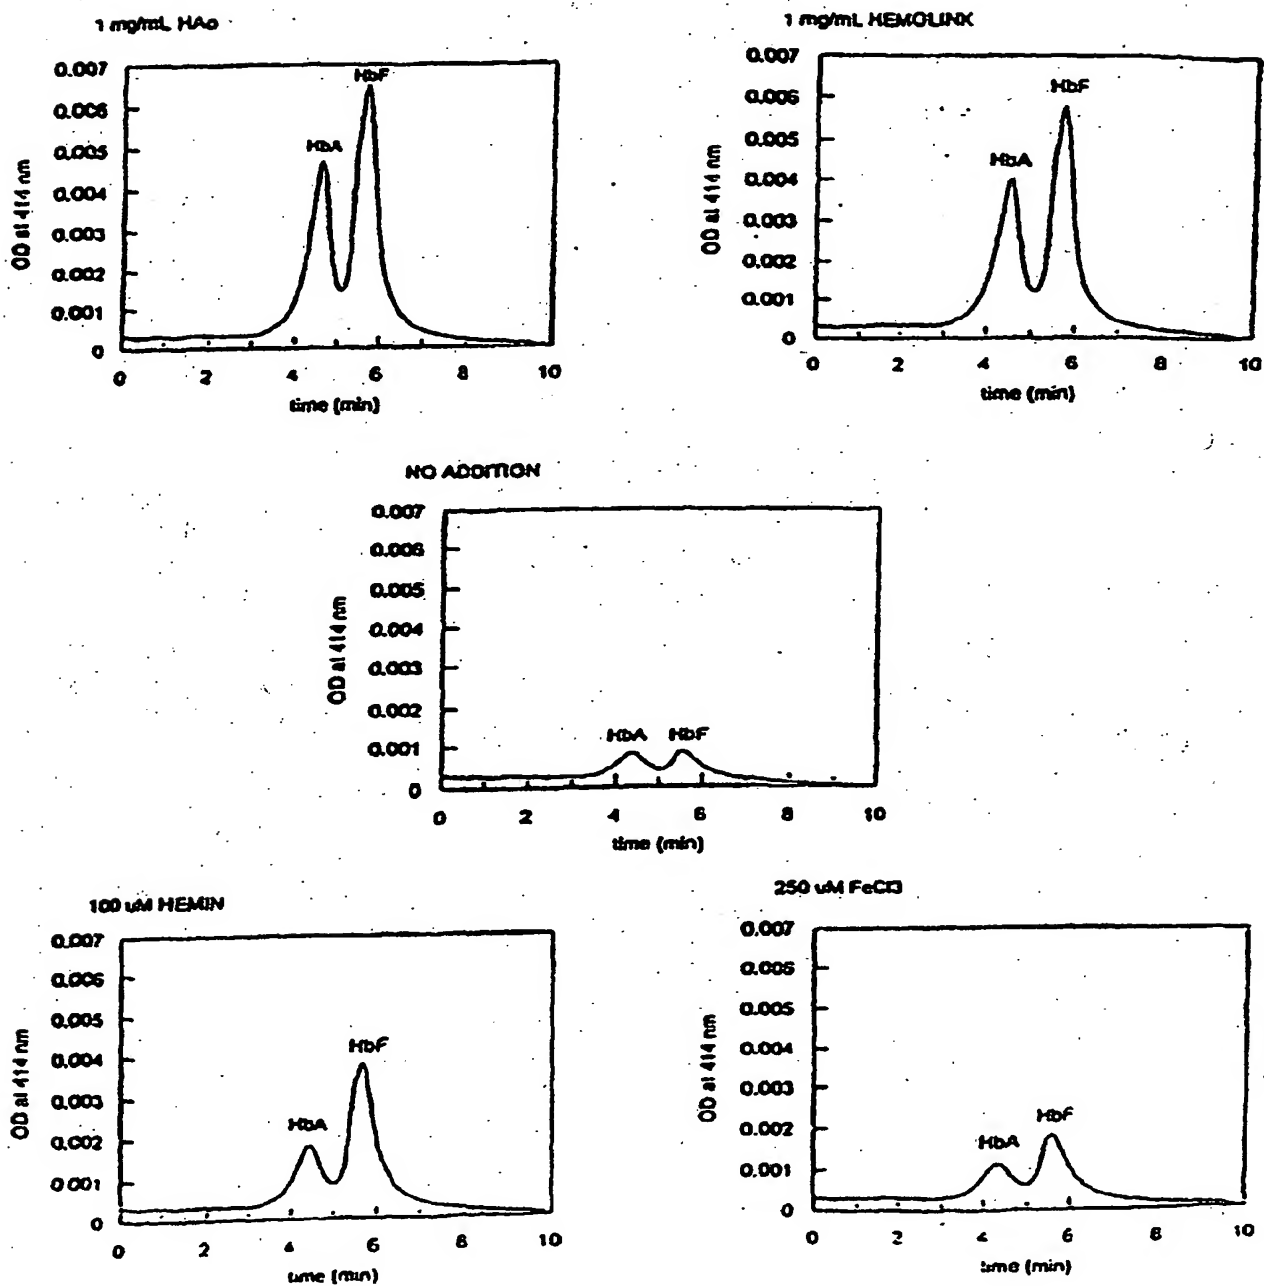 1 mg/mL HAo
0.007
0.006
0.005
0.004
0.003
0.002
0.001
0
OD at 414 nm
HbA
HbF
0 2 4 6 8 10
time (min)
1 mg/mL HEMOLINK
0.007
0.006
0.005
0.004
0.003
0.002
0.001
0
OD at 414 nm
HbA
HbF
0 2 4 6 8 10
time (min)
NO ADDITION
0.007
0.006
0.005
0.004
0.003
0.002
0.001
0
OD at 414 nm
HbA HbF
0 2 4 6 8 10
time (min)
100 uM HEMIN
0.007
0.006
0.005
0.004
0.003
0.002
0.001
0
OD at 414 nm
HbA
HbF
0 2 4 6 8 10
time (min)
250 uM FeCl3
0.007
0.005
0.005
0.004
0.003
0.002
0.001
0
OD at 414 nm
HbA
HbF
0 2 4 6 8 10
time (min)